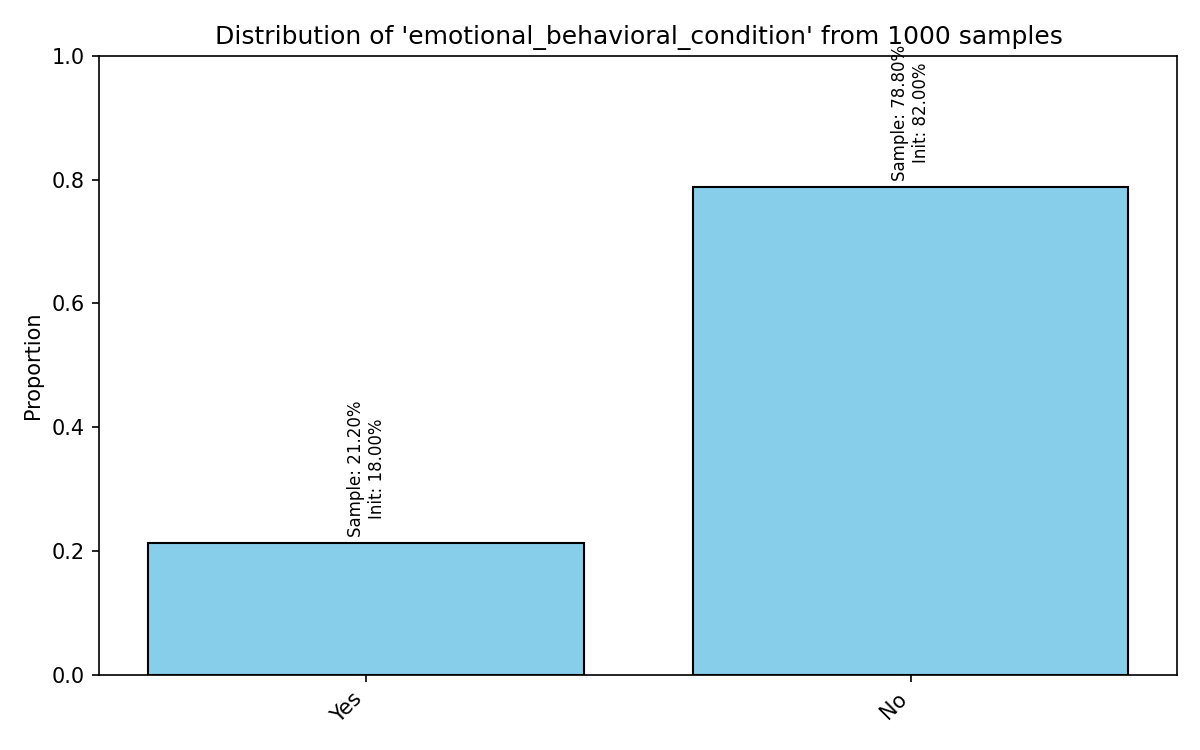 Distribution of 'emotional_behavioral_condition' from 1000 samples
Sample: 78.80%
Init: 82.00%
Sample: 21.20%
Init: 18.00%
Proportion
1.0
0.8
0.6
0.4
0.2
0.0
Yes
No